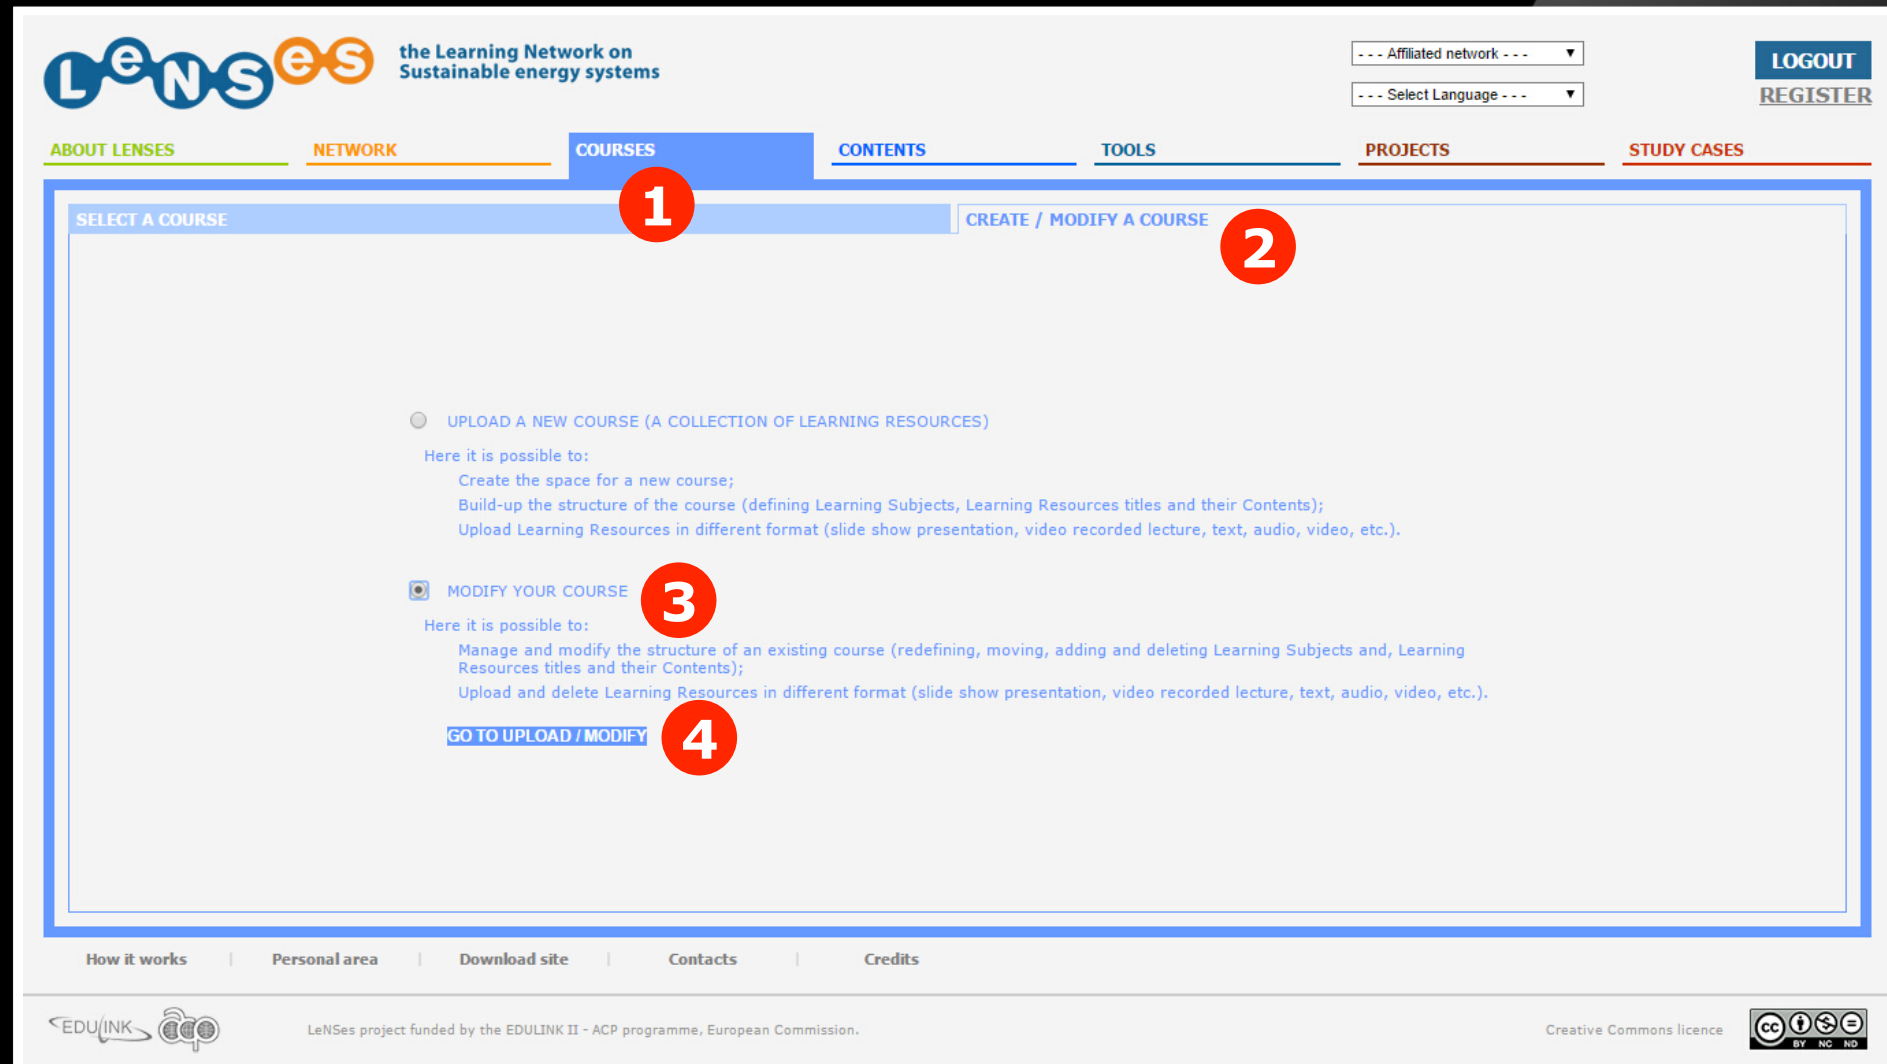 LeNSes
the Learning Network on
Sustainable energy systems
- - - Affiliated network - - -
- - - Select Language - - -
LOGOUT
REGISTER
ABOUT LENSES
NETWORK
COURSES
CONTENTS
TOOLS
PROJECTS
STUDY CASES
1
SELECT A COURSE
CREATE / MODIFY A COURSE
2
UPLOAD A NEW COURSE (A COLLECTION OF LEARNING RESOURCES)
Here it is possible to:
Create the space for a new course;
Build-up the structure of the course (defining Learning Subjects, Learning Resources titles and their Contents);
Upload Learning Resources in different format (slide show presentation, video recorded lecture, text, audio, video, etc.).
MODIFY YOUR COURSE
3
Here it is possible to:
Manage and modify the structure of an existing course (redefining, moving, adding and deleting Learning Subjects and, Learning
Resources titles and their Contents);
Upload and delete Learning Resources in different format (slide show presentation, video recorded lecture, text, audio, video, etc.).
GO TO UPLOAD / MODIFY
4
How it works
Personal area
Download site
Contacts
Credits
EDULINK
acp
LeNSes project funded by the EDULINK II - ACP programme, European Commission.
Creative Commons licence
cc
BY NC ND